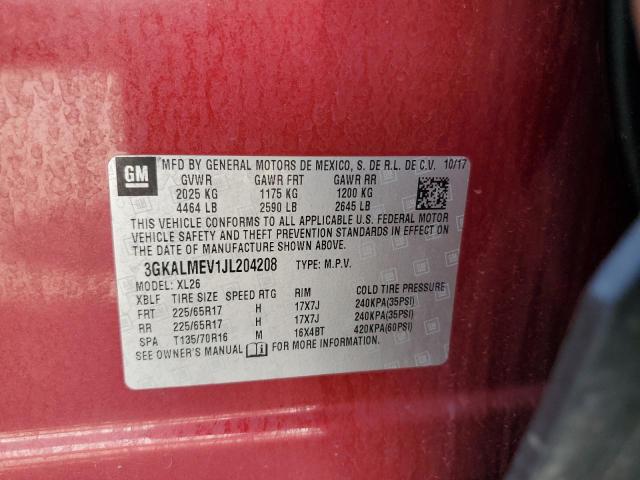 GM
MFD BY GENERAL MOTORS DE MEXICO, S. DE R.L. DE C.V. 10/17
GVWR GAWR FRT GAWR RR
2025 KG 1175 KG 1200 KG
4464 LB 2590 LB 2645 LB
THIS VEHICLE CONFORMS TO ALL APPLICABLE U.S. FEDERAL MOTOR
VEHICLE SAFETY AND THEFT PREVENTION STANDARDS IN EFFECT ON
THE DATE OF MANUFACTURE SHOWN ABOVE.
3GKALMEV1JL204208 TYPE: M.P.V.
MODEL: XL26
XBLF TIRE SIZE SPEED RTG RIM COLD TIRE PRESSURE
FRT 225/65R17 H 17X7J 240KPA(35PSI)
RR 225/65R17 H 17X7J 240KPA(35PSI)
SPA T135/70R16 M 16X4BT 420KPA(60PSI)
SEE OWNER'S MANUAL FOR MORE INFORMATION.